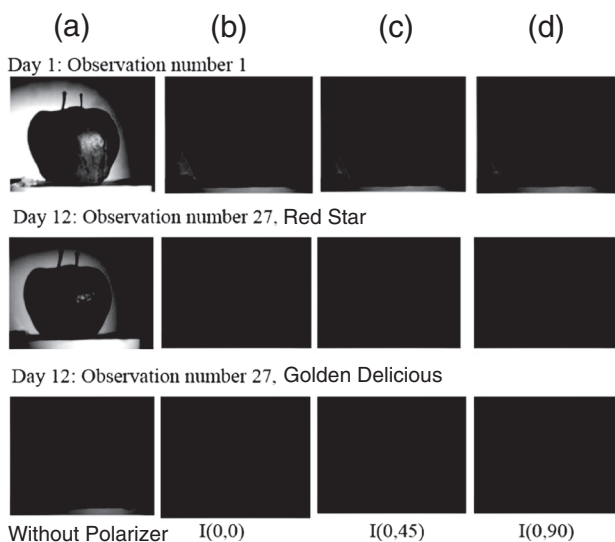 (a) (b) (c) (d)
Day 1: Observation number 1
Day 12: Observation number 27, Red Star
Day 12: Observation number 27, Golden Delicious
Without Polarizer I(0,0) I(0,45) I(0,90)